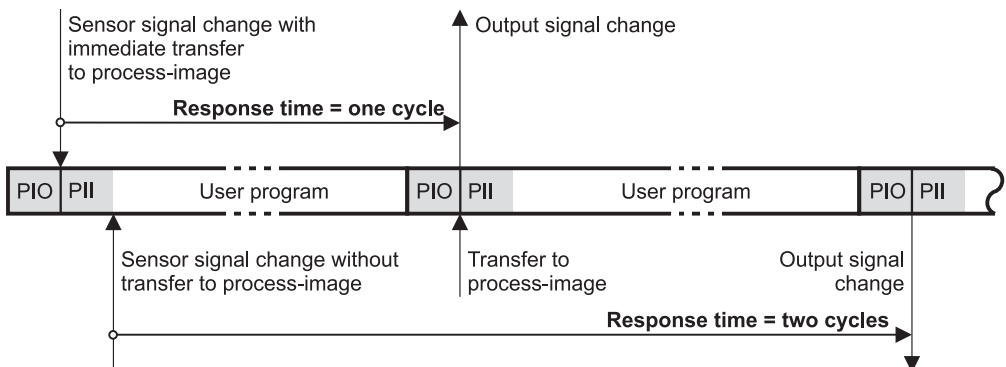 Sensor signal change with
immediate transfer
to process-image
Output signal change
Response time = one cycle
PIO PII User program PIO PII User program PIO PII
Sensor signal change without
transfer to process-image
Transfer to
process-image
Output signal
change
Response time = two cycles